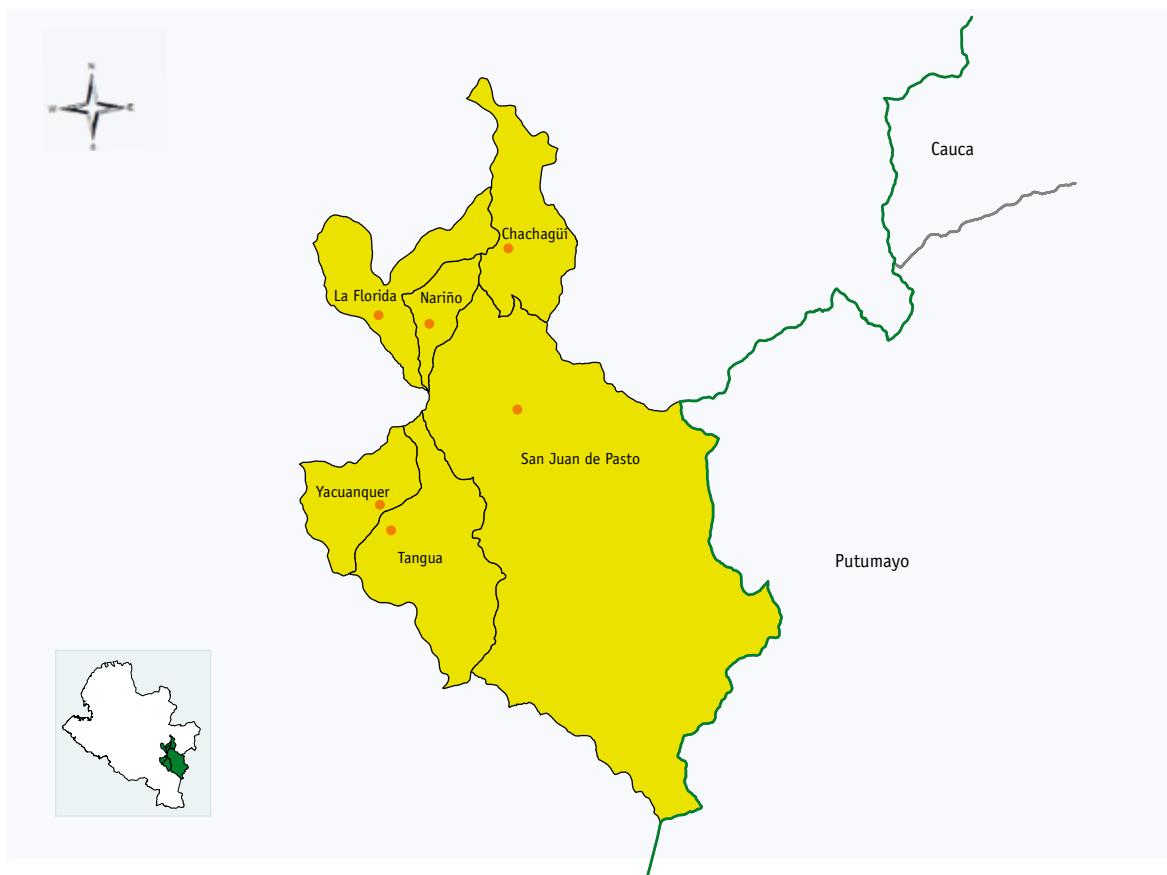 N
W E
S
Cauca
Chachagüí
La Florida
Nariño
San Juan de Pasto
Yacuanquer
Tangua
Putumayo